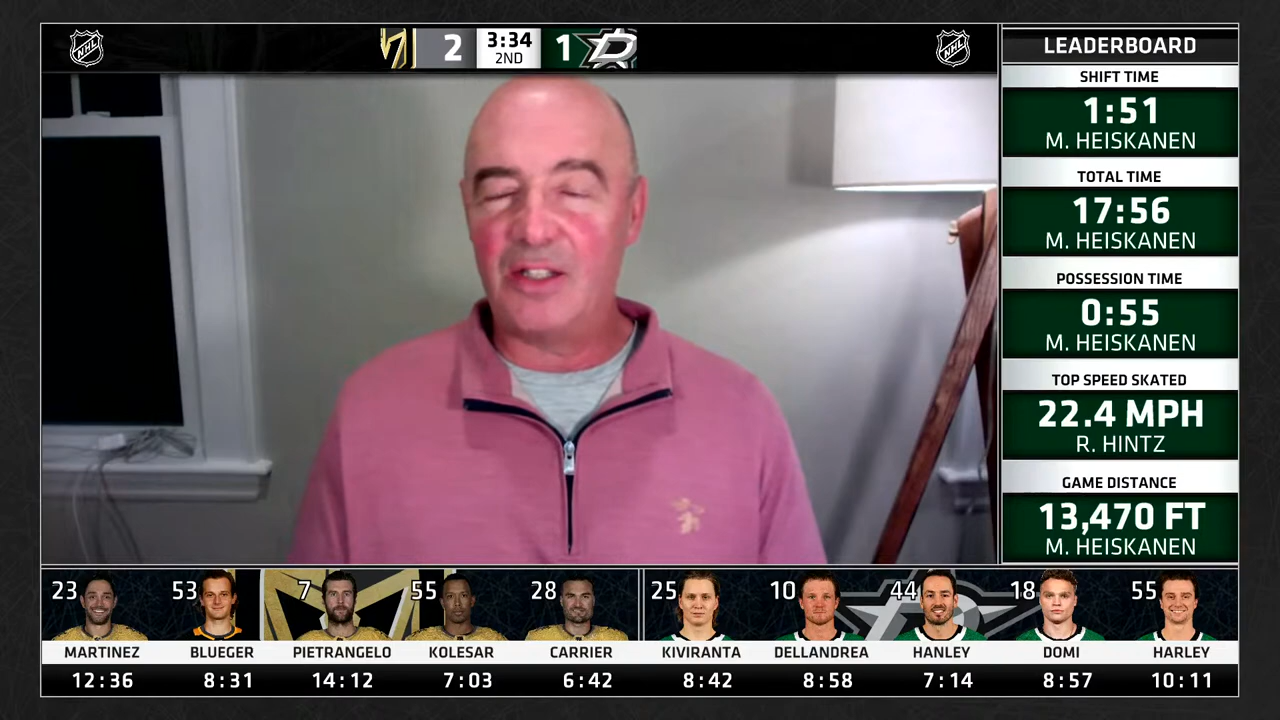 NHL
2
3:34
2ND
1
D
NHL
LEADERBOARD
SHIFT TIME
1:51
M. HEISKANEN
TOTAL TIME
17:56
M. HEISKANEN
POSSESSION TIME
0:55
M. HEISKANEN
TOP SPEED SKATED
22.4 MPH
R. HINTZ
GAME DISTANCE
13,470 FT
M. HEISKANEN
23 53 7 55 28 25 10 44 18 55
MARTINEZ BLUEGER PIETRANGELO KOLESAR CARRIER KIVIRANTA DELLANDREA HANLEY DOMI HARLEY
12:36 8:31 14:12 7:03 6:42 8:42 8:58 7:14 8:57 10:11